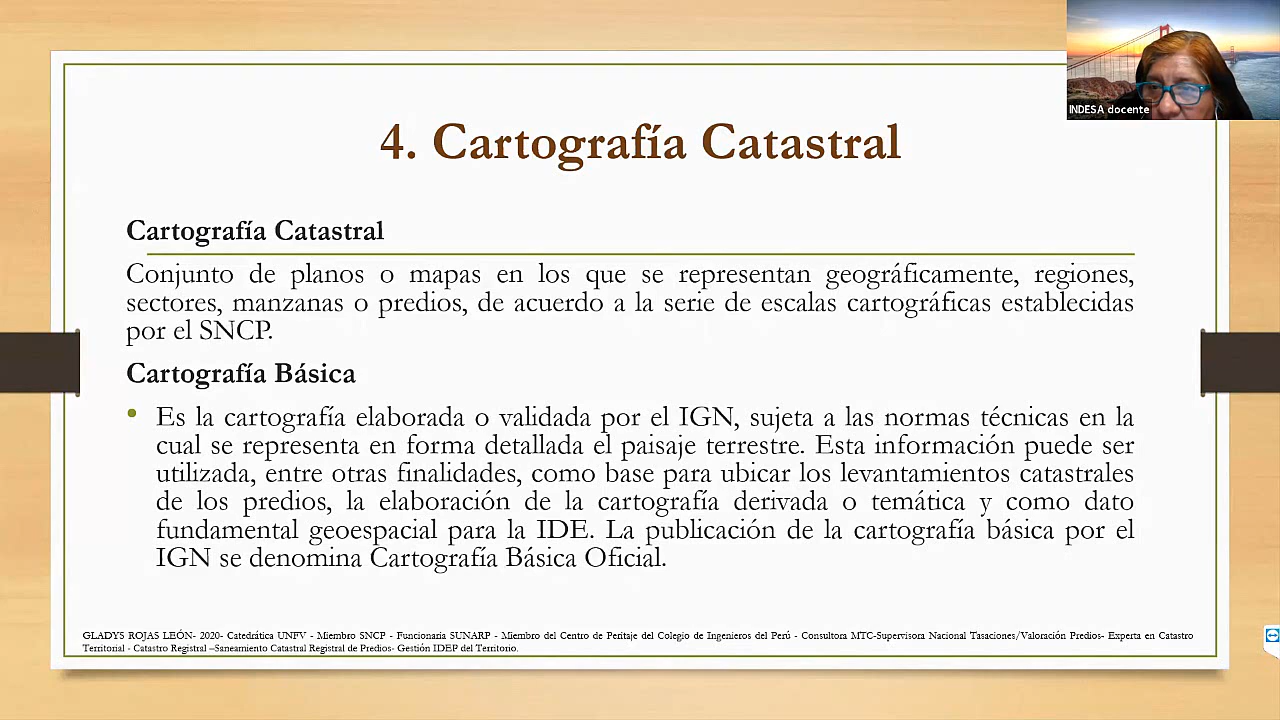 INDESA docente
4. Cartografía Catastral
Cartografía Catastral
Conjunto de planos o mapas en los que se representan geográficamente, regiones,
sectores, manzanas o predios, de acuerdo a la serie de escalas cartográficas establecidas
por el SNCP.
Cartografía Básica
• Es la cartografía elaborada o validada por el IGN, sujeta a las normas técnicas en la
cual se representa en forma detallada el paisaje terrestre. Esta información puede ser
utilizada, entre otras finalidades, como base para ubicar los levantamientos catastrales
de los predios, la elaboración de la cartografía derivada o temática y como dato
fundamental geoespacial para la IDE. La publicación de la cartografía básica por el
IGN se denomina Cartografía Básica Oficial.
GLADYS ROJAS LEÓN- 2020- Catedrática UNFV - Miembro SNCP - Funcionaria SUNARP - Miembro del Centro de Peritaje del Colegio de Ingenieros del Perú - Consultora MTC-Supervisora Nacional Tasaciones/Valoración Predios- Experta en Catastro
Territorial - Catastro Registral –Saneamiento Catastral Registral de Predios- Gestión IDEP del Territorio.